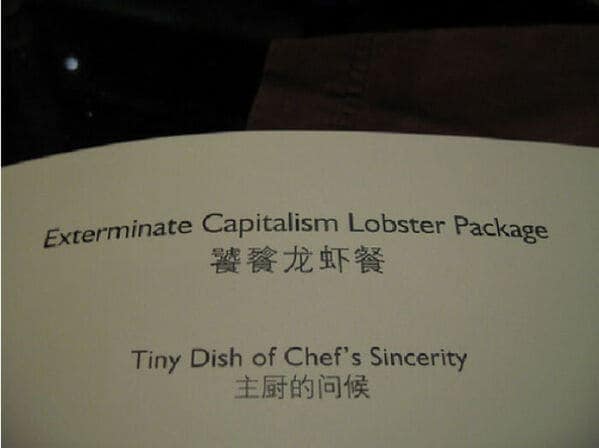 Exterminate Capitalism Lobster Package
饕餮龙虾餐
Tiny Dish of Chef's Sincerity
主厨的问候